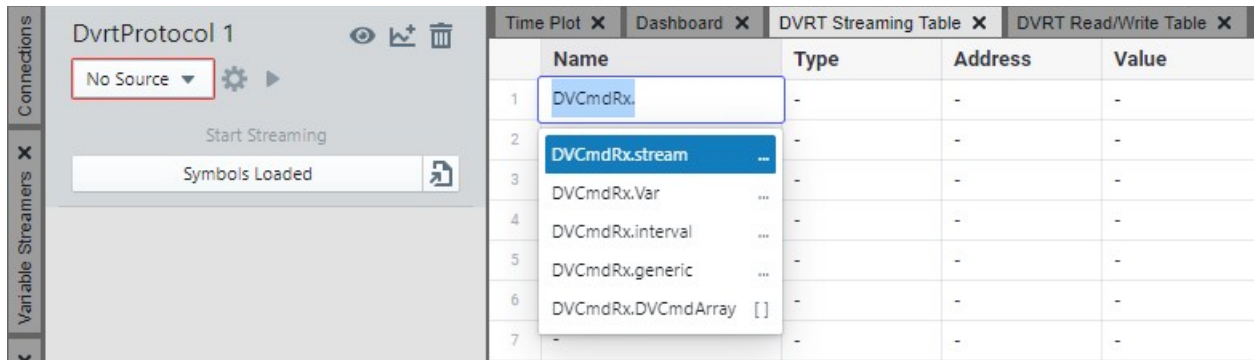 Connections
Variable Streamers
DvrtProtocol 1
No Source
Start Streaming
Symbols Loaded
Time Plot Dashboard DVRT Streaming Table DVRT Read/Write Table
Name Type Address Value
1 DVCmdRx. - - -
2 DVCmdRx.stream ... - - -
3 DVCmdRx.Var ... - - -
4 DVCmdRx.interval ... - - -
5 DVCmdRx.generic ... - - -
6 DVCmdRx.DVCmdArray [ ] - - -
7 - - - -